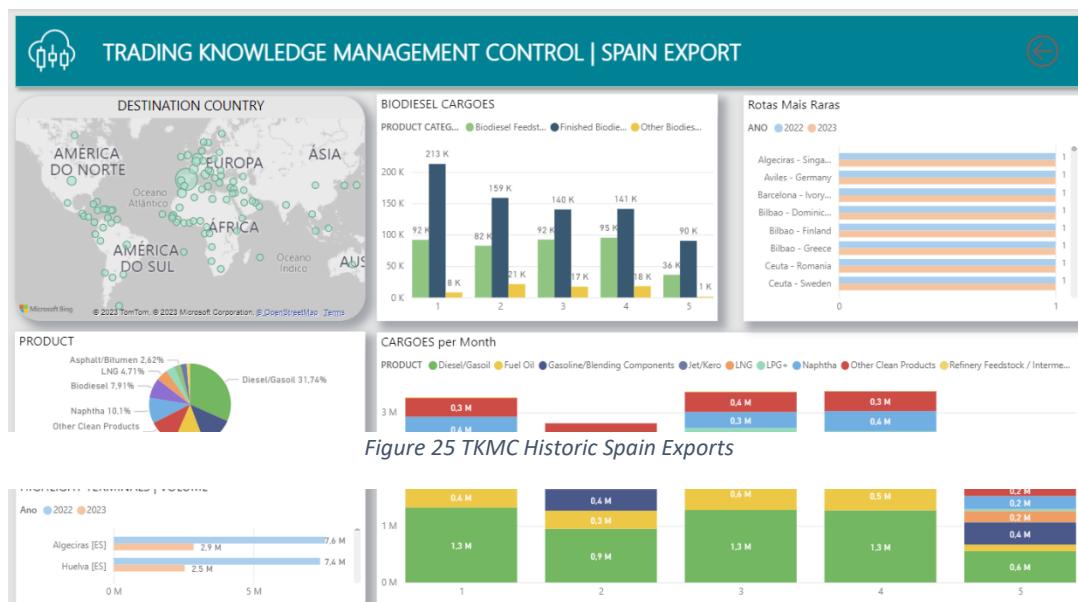 TRADING KNOWLEDGE MANAGEMENT CONTROL | SPAIN EXPORT
DESTINATION COUNTRY
AMÉRICA
DO NORTE
EUROPA
ÁSIA
Oceano
Atlântico
ÁFRICA
AMÉRICA
DO SUL
Oceano
Índico
AUS
Microsoft Bing
© 2023 TomTom, © 2023 Microsoft Corporation, © OpenStreetMap Terms
BIODIESEL CARGOES
PRODUCT CATEG... Biodiesel Feedst... Finished Biodie... Other Biodies...
213 K
200 K
159 K
150 K
140 K
141 K
100 K
92 K
82 K
92 K
95 K
90 K
50 K
36 K
8 K
21 K
17 K
18 K
1 K
0 K
1 2 3 4 5
Rotas Mais Raras
ANO 2022 2023
Algeciras - Singa... 1
Aviles - Germany 1
Barcelona - Ivory... 1
Bilbao - Dominic... 1
Bilbao - Finland 1
Bilbao - Greece 1
Ceuta - Romania 1
Ceuta - Sweden 1
0 1
PRODUCT
Asphalt/Bitumen 2,62%
LNG 4,71%
Biodiesel 7,91%
Diesel/Gasoil 31,74%
Naphtha 10,1%
Other Clean Products
CARGOES per Month
PRODUCT Diesel/Gasoil Fuel Oil Gasoline/Blending Components Jet/Kero LNG LPG+ Naphtha Other Clean Products Refinery Feedstock / Interme...
3 M
0,3 M
0,4 M
0,4 M
0,3 M
0,3 M
0,4 M
Figure 25 TKMC Historic Spain Exports
HIGHLIGHT TERMINALS | VOLUME
Ano 2022 2023
Algeciras [ES] 7,6 M
2,9 M
Huelva [ES] 7,4 M
2,5 M
0 M 5 M
0,4 M
0,4 M
0,6 M
0,5 M
0,2 M
0,2 M
0,2 M
1 M
0,3 M
0,4 M
1,3 M
0,9 M
1,3 M
1,3 M
0,6 M
0 M
1 2 3 4 5